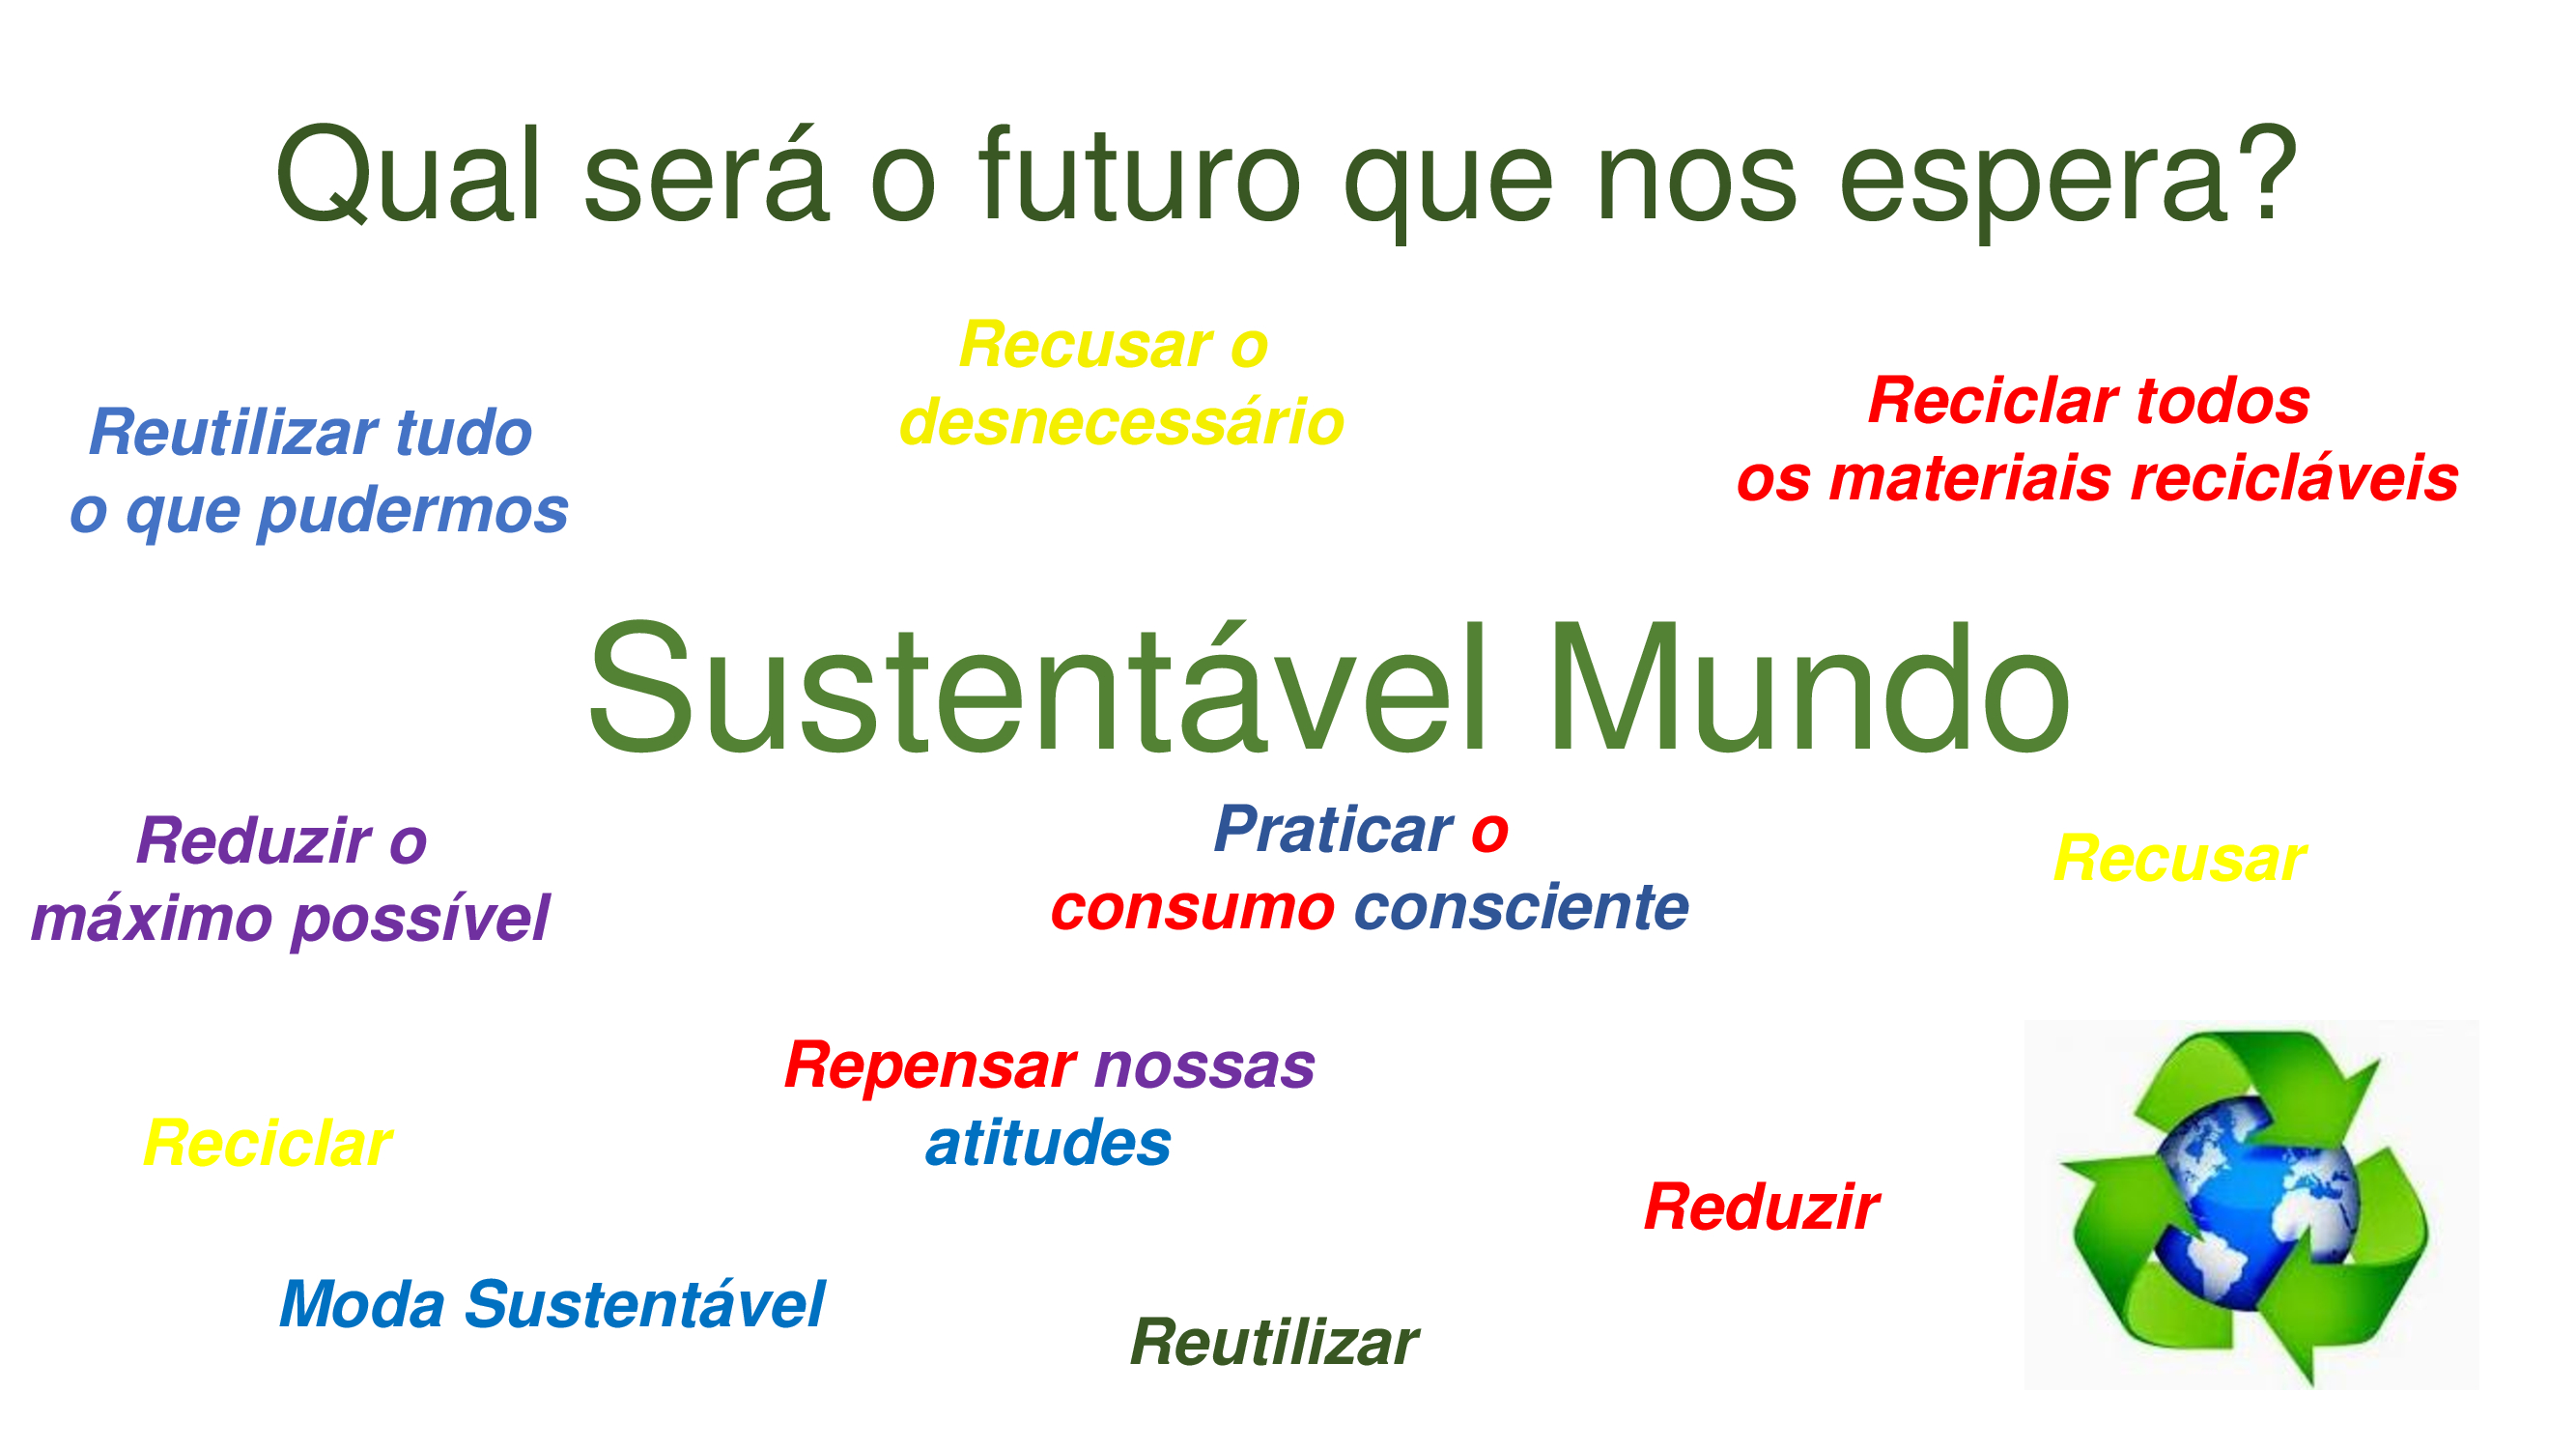 Qual será o futuro que nos espera?
Recusar o
desnecessário
Reciclar todos
os materiais recicláveis
Reutilizar tudo
o que pudermos
Sustentável Mundo
Reduzir o
máximo possível
Praticar o
consumo consciente
Recusar
Repensar nossas
atitudes
Reciclar
Reduzir
Moda Sustentável
Reutilizar